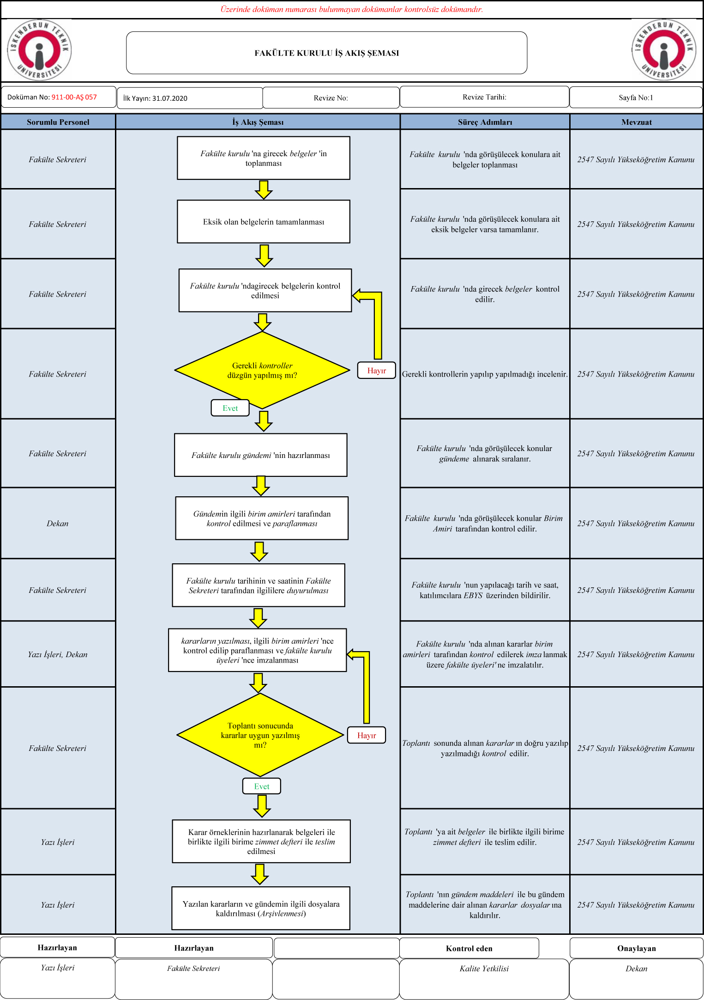 Üzerinde doküman numarası bulunmayan dokümanlar kontrolsüz dokümandır.
İSKENDERUN TEKNİK ÜNİVERSİTESİ
FAKÜLTE KURULU İŞ AKIŞ ŞEMASI
İSKENDERUN TEKNİK ÜNİVERSİTESİ
Doküman No: 911-00-AŞ 057
İlk Yayın: 31.07.2020
Revize No:
Revize Tarihi:
Sayfa No:1
Sorumlu Personel
İş Akış Şeması
Süreç Adımları
Mevzuat
Fakülte Sekreteri
Fakülte kurulu 'na girecek belgeler 'in
toplanması
Fakülte kurulu 'nda görüşülecek konulara ait
belgeler toplanması
2547 Sayılı Yükseköğretim Kanunu
Fakülte Sekreteri
Eksik olan belgelerin tamamlanması
Fakülte kurulu 'nda görüşülecek konulara ait
eksik belgeler varsa tamamlanır.
2547 Sayılı Yükseköğretim Kanunu
Fakülte Sekreteri
Fakülte kurulu 'ndagirecek belgelerin kontrol
edilmesi
Fakülte kurulu 'nda girecek belgeler kontrol
edilir.
2547 Sayılı Yükseköğretim Kanunu
Fakülte Sekreteri
Gerekli kontroller
düzgün yapılmış mı?
Hayır
Evet
Gerekli kontrollerin yapılıp yapılmadığı incelenir.
2547 Sayılı Yükseköğretim Kanunu
Fakülte Sekreteri
Fakülte kurulu gündemi 'nin hazırlanması
Fakülte kurulu 'nda görüşülecek konular
gündeme alınarak sıralanır.
2547 Sayılı Yükseköğretim Kanunu
Dekan
Gündemin ilgili birim amirleri tarafından
kontrol edilmesi ve paraflanması
Fakülte kurulu 'nda görüşülecek konular Birim
Amiri tarafından kontrol edilir.
2547 Sayılı Yükseköğretim Kanunu
Fakülte Sekreteri
Fakülte kurulu tarihinin ve saatinin Fakülte
Sekreteri tarafından ilgililere duyurulması
Fakülte kurulu 'nun yapılacağı tarih ve saat,
katılımcılara EBYS üzerinden bildirilir.
2547 Sayılı Yükseköğretim Kanunu
Yazı İşleri, Dekan
kararların yazılması, ilgili birim amirleri 'nce
kontrol edilip paraflanması ve fakülte kurulu
üyeleri 'nce imzalanması
Fakülte kurulu 'nda alınan kararlar birim
amirleri tarafından kontrol edilerek imza lanmak
üzere fakülte üyeleri' ne imzalatılır.
2547 Sayılı Yükseköğretim Kanunu
Fakülte Sekreteri
Toplantı sonucunda
kararlar uygun yazılmış
mı?
Hayır
Evet
Toplantı sonunda alınan kararlar ın doğru yazılıp
yazılmadığı kontrol edilir.
2547 Sayılı Yükseköğretim Kanunu
Yazı İşleri
Karar örneklerinin hazırlanarak belgeleri ile
birlikte ilgili birime zimmet defteri ile teslim
edilmesi
Toplantı 'ya ait belgeler ile birlikte ilgili birime
zimmet defteri ile teslim edilir.
2547 Sayılı Yükseköğretim Kanunu
Yazı İşleri
Yazılan kararların ve gündemin ilgili dosyalara
kaldırılması (Arşivlenmesi)
Toplantı 'nın gündem maddeleri ile bu gündem
maddelerine dair alınan kararlar dosyalar ına
kaldırılır.
2547 Sayılı Yükseköğretim Kanunu
Hazırlayan
Hazırlayan
Kontrol eden
Onaylayan
Yazı İşleri
Fakülte Sekreteri
Kalite Yetkilisi
Dekan